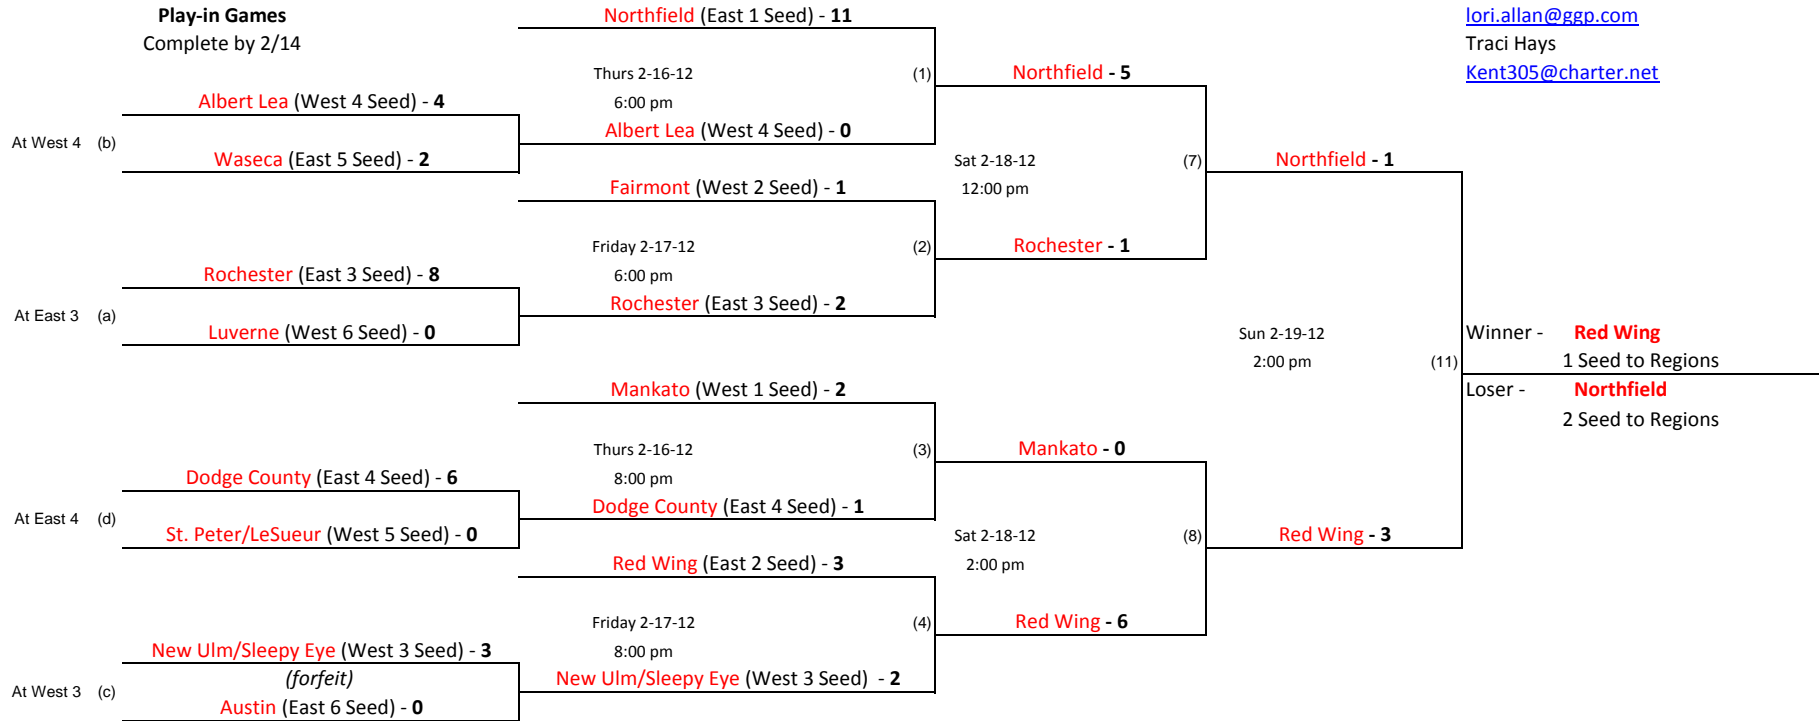 Play-in Games
Northfield (East 1 Seed) - 11
lori.allan@ggp.com
Complete by 2/14
Traci Hays
Thurs 2-16-12
(1)
Northfield - 5
Kent305@charter.net
Albert Lea (West 4 Seed) - 4
6:00 pm
Albert Lea (West 4 Seed) - 0
At West 4 (b)
Waseca (East 5 Seed) - 2
Sat 2-18-12
(7)
Northfield - 1
Fairmont (West 2 Seed) - 1
12:00 pm
Friday 2-17-12
(2)
Rochester - 1
Rochester (East 3 Seed) - 8
6:00 pm
Rochester (East 3 Seed) - 2
At East 3 (a)
Luverne (West 6 Seed) - 0
Sun 2-19-12
Winner - Red Wing
2:00 pm
(11)
1 Seed to Regions
Mankato (West 1 Seed) - 2
Loser - Northfield
2 Seed to Regions
Thurs 2-16-12
(3)
Mankato - 0
Dodge County (East 4 Seed) - 6
8:00 pm
Dodge County (East 4 Seed) - 1
At East 4 (d)
St. Peter/LeSueur (West 5 Seed) - 0
Sat 2-18-12
(8)
Red Wing - 3
Red Wing (East 2 Seed) - 3
2:00 pm
Friday 2-17-12
(4)
Red Wing - 6
New Ulm/Sleepy Eye (West 3 Seed) - 3
8:00 pm
(forfeit)
New Ulm/Sleepy Eye (West 3 Seed) - 2
At West 3 (c)
Austin (East 6 Seed) - 0